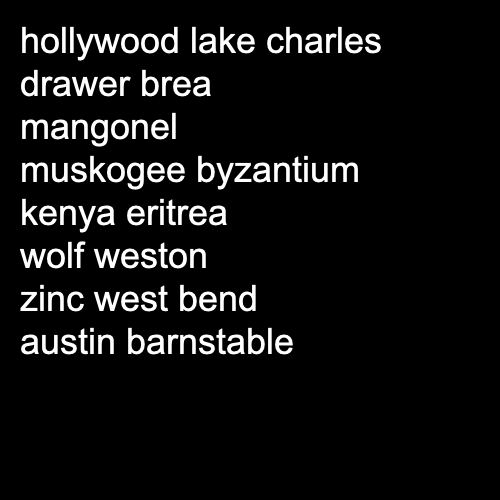 hollywood lake charles
drawer brea
mangonel
muskogee byzantium
kenya eritrea
wolf weston
zinc west bend
austin barnstable